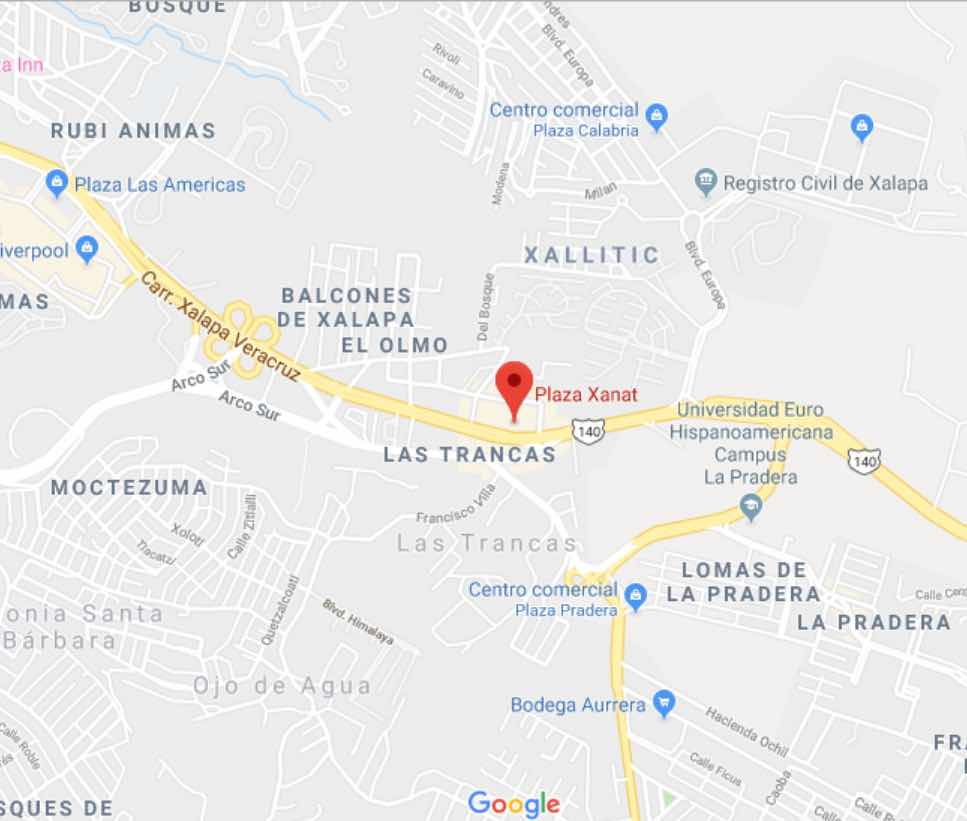 BOSQUE
ndres
Blvd. Europa
Rivoli
Caravino
a Inn
Centro comercial
Plaza Calabria
RUBI ANIMAS
Modena
Plaza Las Americas
Milan
Registro Civil de Xalapa
iverpool
XALLITIC
Blvd. Europa
MAS
Carr. Xalapa Veracruz
BALCONES
DE XALAPA
Del Bosque
EL OLMO
Arco Sur
Arco Sur
Plaza Xanat
140
Universidad Euro
Hispanoamericana
Campus
La Pradera
140
LAS TRANCAS
MOCTEZUMA
Francisco Villa
Calle Zitlalli
Xolotl
Tlacatzi
Las Trancas
LOMAS DE
LA PRADERA
Centro comercial
Plaza Pradera
Calle Cen
onia Santa
Bárbara
Quetzalcoatl
Blvd. Himalaya
LA PRADERA
Ojo de Agua
Bodega Aurrera
Hacienda Ochil
Calle Roble
FRA
Calle Ficus
Caoba
Google
SQUES DE
Calle
Calle R